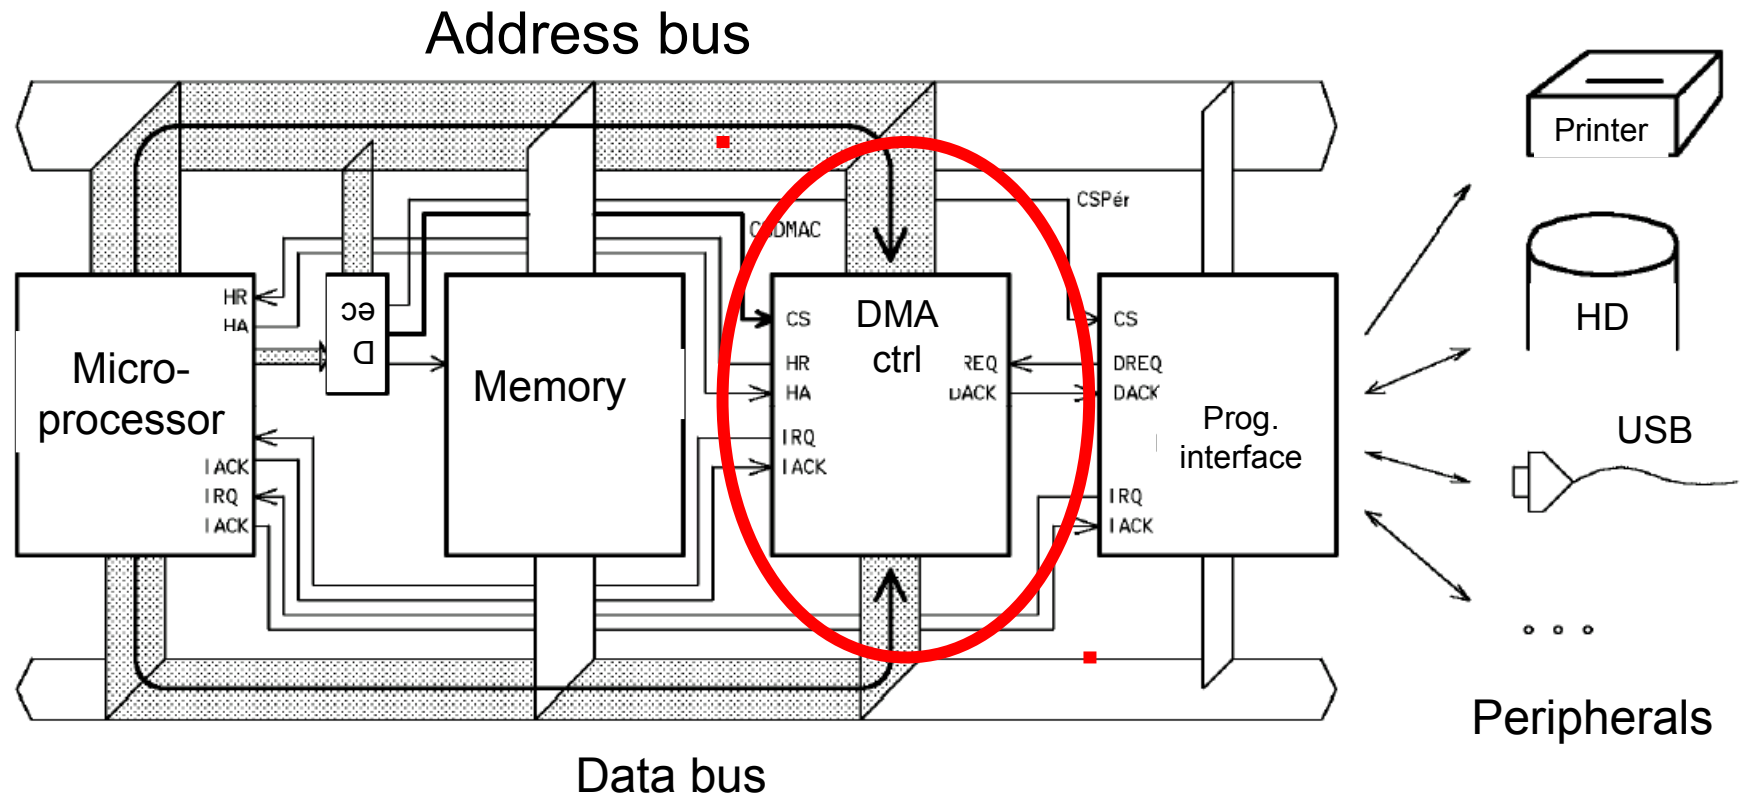 Address bus
Printer
CSPér
CSDMAC
HR
HA
Dec
CS
DMA
ctrl
CS
HD
Micro-
processor
Memory
HR
REQ
DREQ
HA
DACK
DACK
Prog.
interface
USB
IRQ
IACK
IACK
IRQ
IACK
IRQ
IACK
Peripherals
Data bus